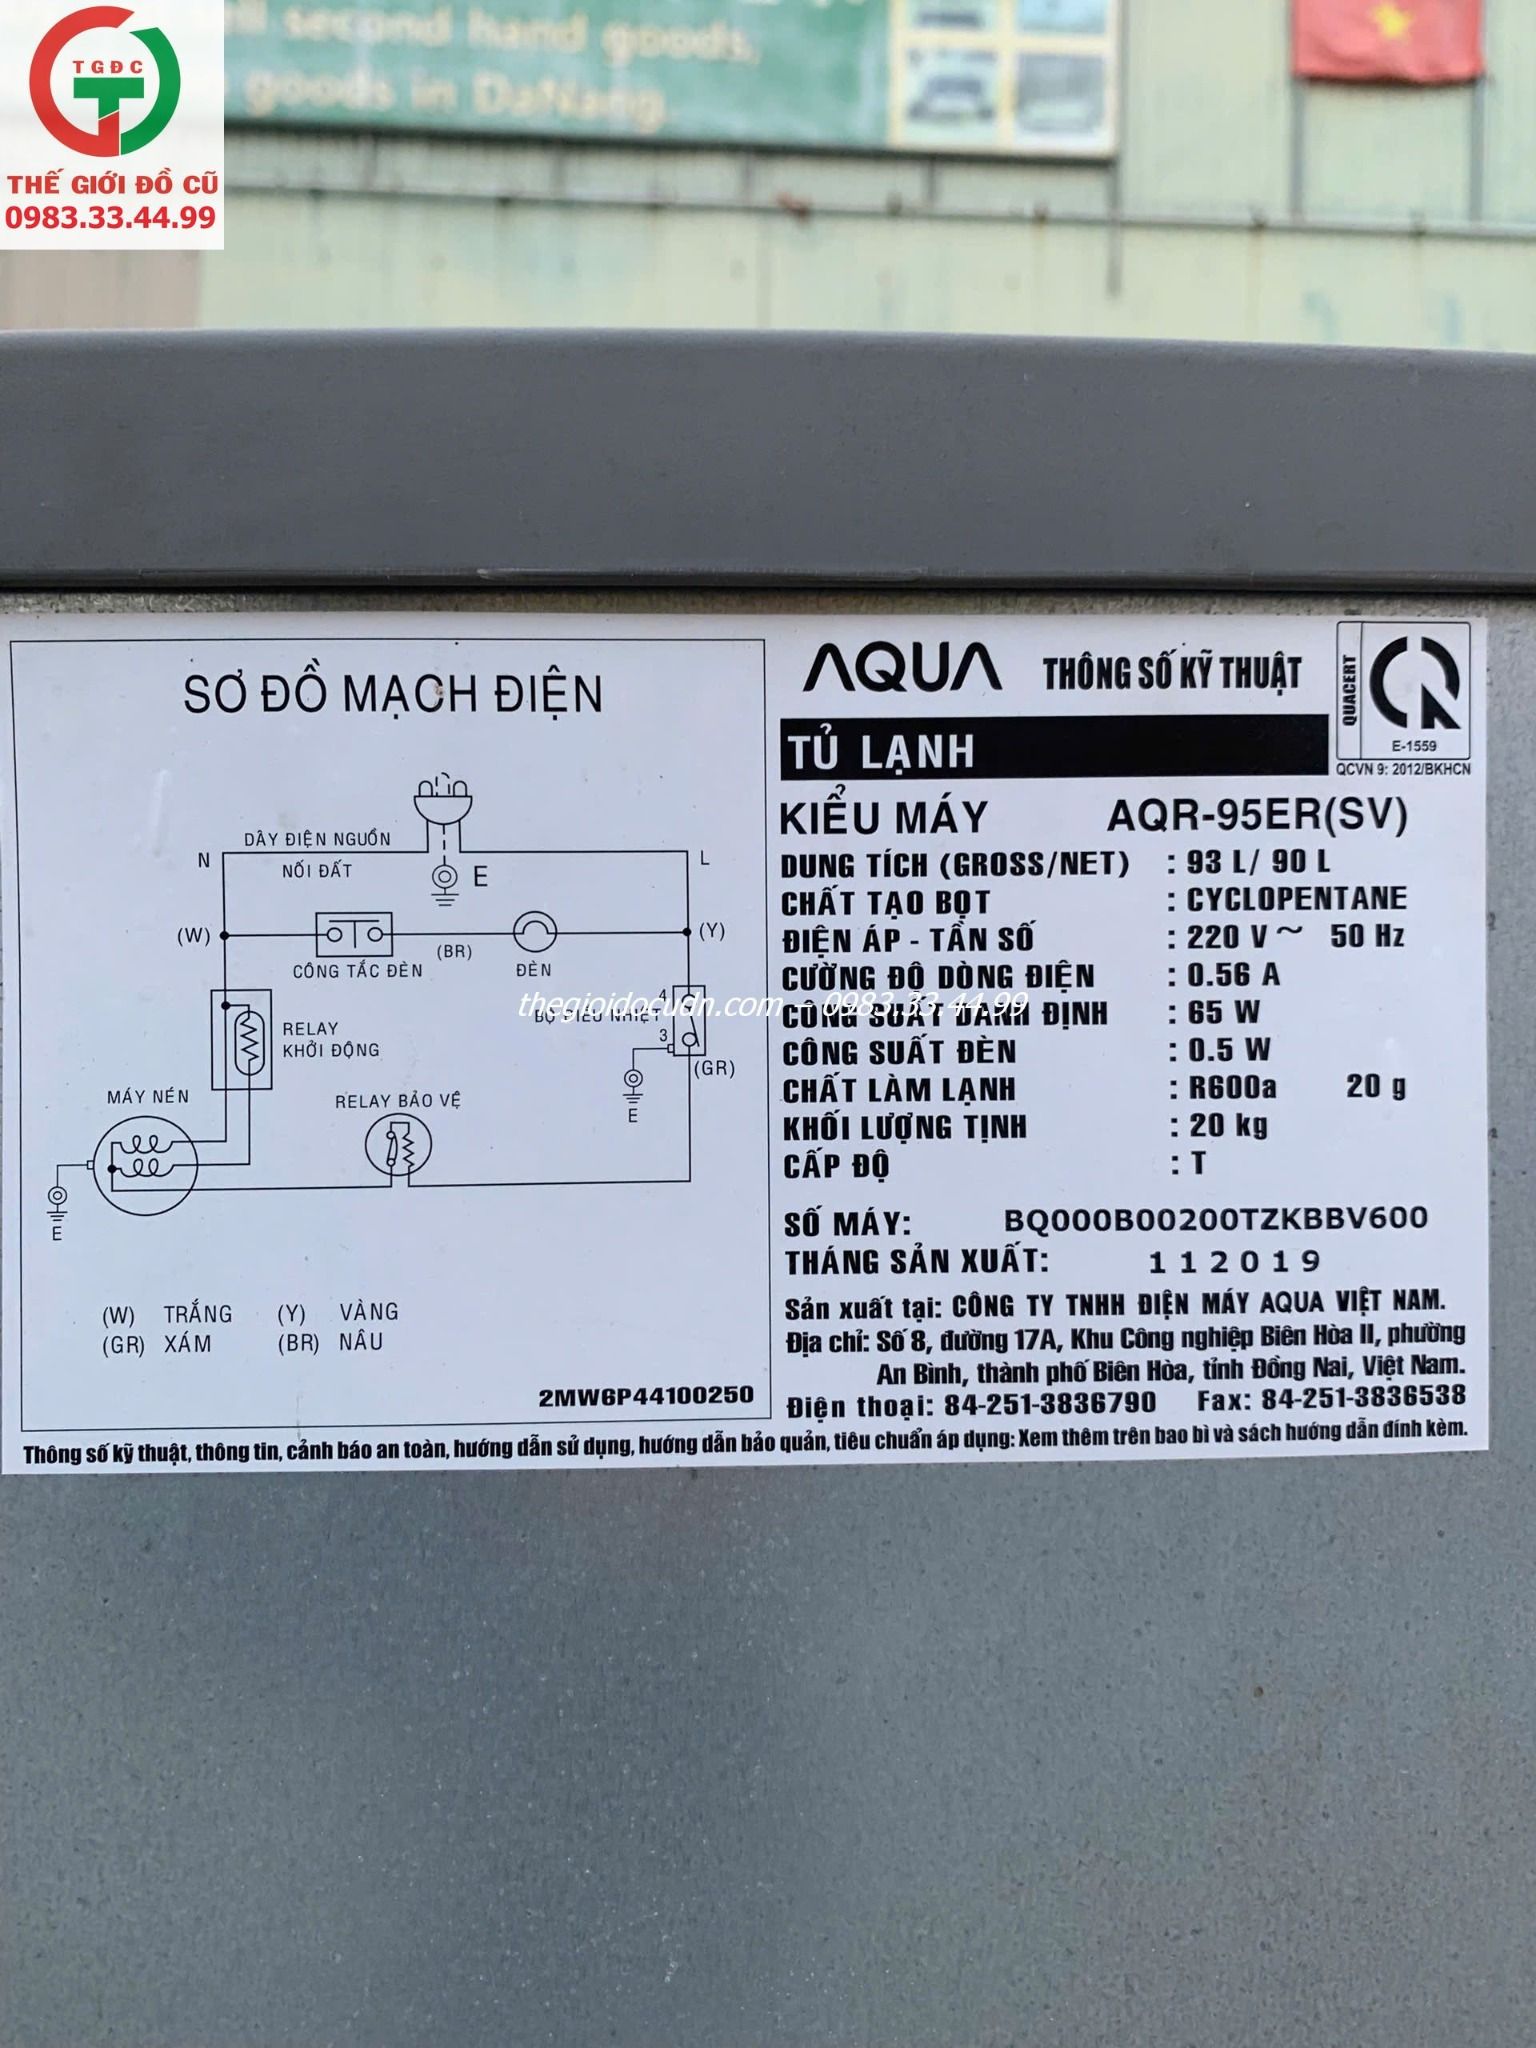 TGĐC
THẾ GIỚI ĐỒ CŨ
0983.33.44.99
second hand goods,
goods in DaNang.
SƠ ĐỒ MẠCH ĐIỆN
DÂY ĐIỆN NGUỒN
N
NỐI ĐẤT
E
L
(W)
(BR)
(Y)
CÔNG TẮC ĐÈN
ĐÈN
thegioidocudn.com – 0983.33.44.99
4
3
RELAY
KHỞI ĐỘNG
(GR)
E
MÁY NÉN
RELAY BẢO VỆ
E
(W) TRẮNG (Y) VÀNG
(GR) XÁM (BR) NÂU
2MW6P44100250
AQUA THÔNG SỐ KỸ THUẬT
QUACERT
E-1559
QCVN 9: 2012/BKHCN
TỦ LẠNH
KIỂU MÁY AQR-95ER(SV)
DUNG TÍCH (GROSS/NET) : 93 L/ 90 L
CHẤT TẠO BỌT : CYCLOPENTANE
ĐIỆN ÁP - TẦN SỐ : 220 V ~ 50 Hz
CƯỜNG ĐỘ DÒNG ĐIỆN : 0.56 A
CÔNG SUẤT DANH ĐỊNH : 65 W
CÔNG SUẤT ĐÈN : 0.5 W
CHẤT LÀM LẠNH : R600a 20 g
KHỐI LƯỢNG TỊNH : 20 kg
CẤP ĐỘ : T
SỐ MÁY: BQ000B00200TZKBBV600
THÁNG SẢN XUẤT: 112019
Sản xuất tại: CÔNG TY TNHH ĐIỆN MÁY AQUA VIỆT NAM.
Địa chỉ: Số 8, đường 17A, Khu Công nghiệp Biên Hòa II, phường
An Bình, thành phố Biên Hòa, tỉnh Đồng Nai, Việt Nam.
Điện thoại: 84-251-3836790 Fax: 84-251-3836538
Thông số kỹ thuật, thông tin, cảnh báo an toàn, hướng dẫn sử dụng, hướng dẫn bảo quản, tiêu chuẩn áp dụng: Xem thêm trên bao bì và sách hướng dẫn đính kèm.